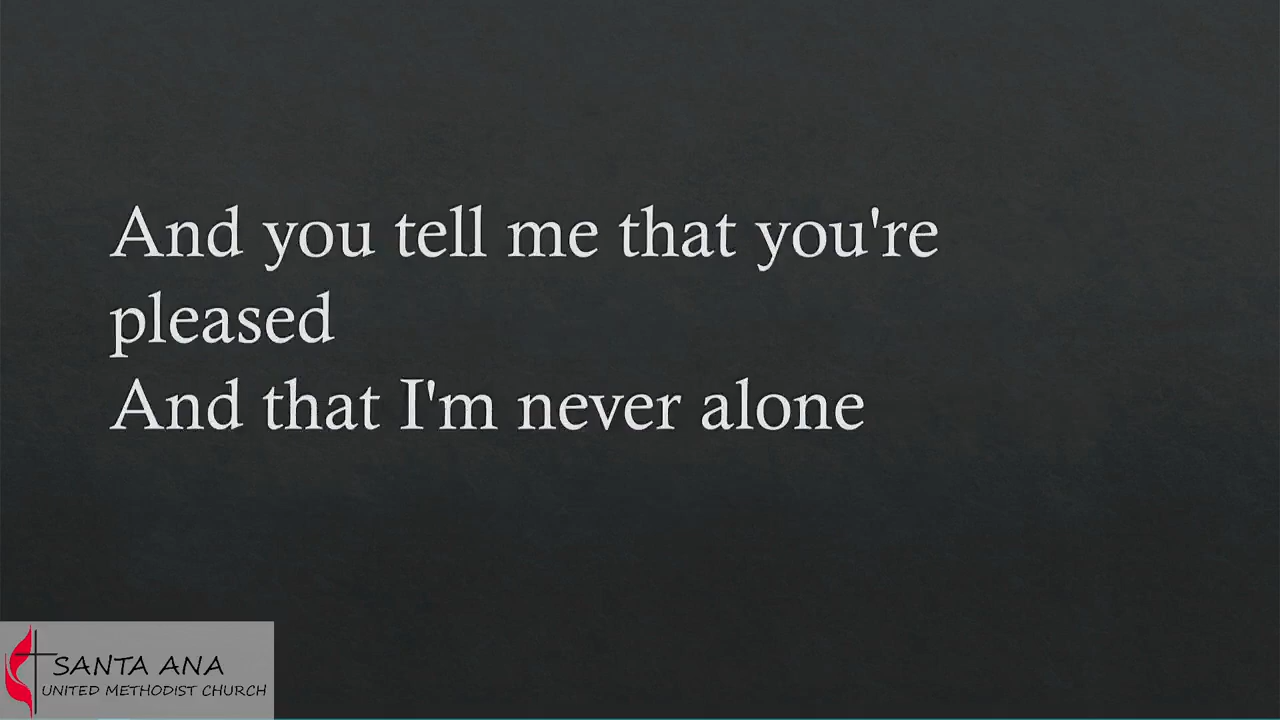 And you tell me that you're
pleased
And that I'm never alone
SANTA ANA
UNITED METHODIST CHURCH